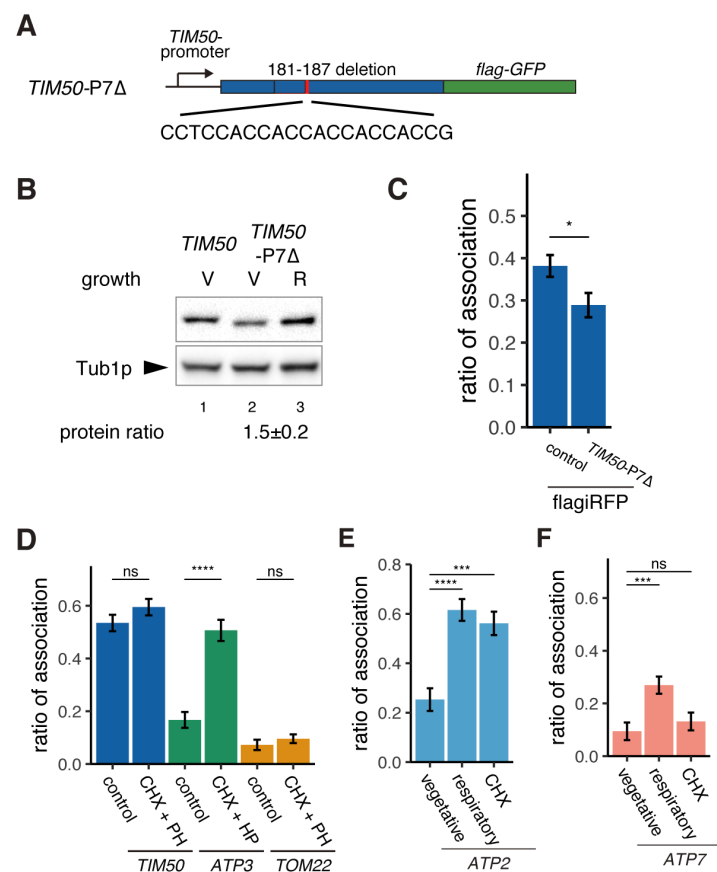 A
TIM50-
promoter
181-187 deletion
flag-GFP
TIM50-P7Δ
CCTCCACCACCACCACCACCG
B
TIM50 TIM50
-P7Δ
growth V V R
Tub1p
1 2 3
protein ratio 1.5±0.2
C
ratio of association
0.5
0.4
0.3
0.2
0.1
0.0
*
control
TIM50-P7Δ
flagiRFP
D
ratio of association
0.6
0.4
0.2
0.0
ns **** ns
control
CHX + PH
control
CHX + HP
control
CHX + PH
TIM50 ATP3 TOM22
E
ratio of association
0.8
0.6
0.4
0.2
0.0
***
****
vegetative
respiratory
CHX
ATP2
F
ratio of association
0.6
0.4
0.2
0.0
ns
***
vegetative
respiratory
CHX
ATP7